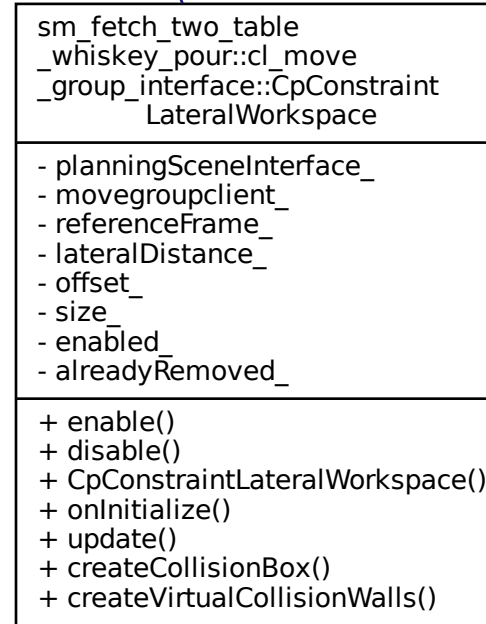 sm_fetch_two_table
_whiskey_pour::cl_move
_group_interface::CpConstraint
LateralWorkspace
- planningSceneInterface_
- movegroupclient_
- referenceFrame_
- lateralDistance_
- offset_
- size_
- enabled_
- alreadyRemoved_
+ enable()
+ disable()
+ CpConstraintLateralWorkspace()
+ onInitialize()
+ update()
+ createCollisionBox()
+ createVirtualCollisionWalls()